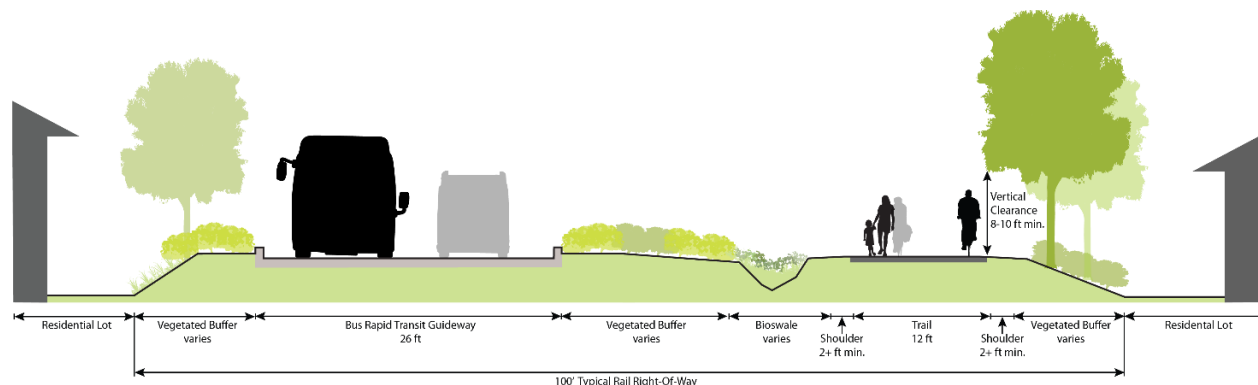 Vertical
Clearance
8-10 ft min.
Residential Lot
Vegetated Buffer
varies
Bus Rapid Transit Guideway
26 ft
Vegetated Buffer
varies
Bioswale
varies
Shoulder
2+ ft min.
Trail
12 ft
Shoulder
2+ ft min.
Vegetated Buffer
varies
Residental Lot
100' Typical Rail Right-Of-Way